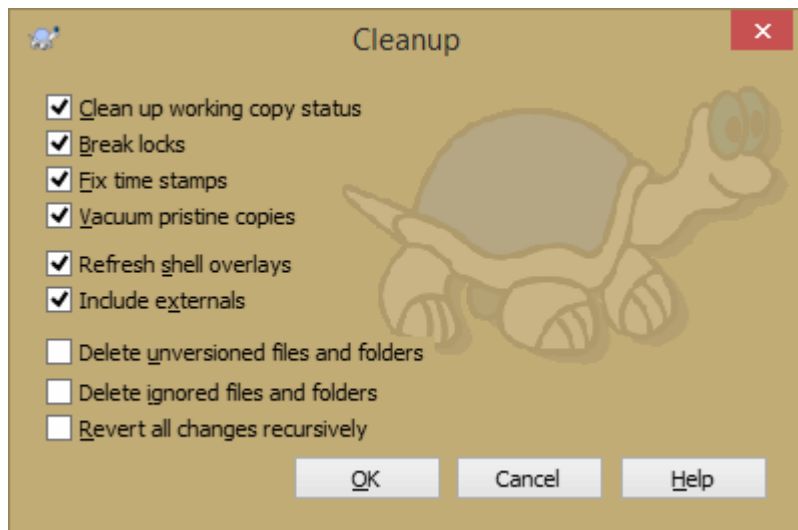 Cleanup
Clean up working copy status
Break locks
Fix time stamps
Vacuum pristine copies
Refresh shell overlays
Include externals
Delete unversioned files and folders
Delete ignored files and folders
Revert all changes recursively
OK Cancel Help